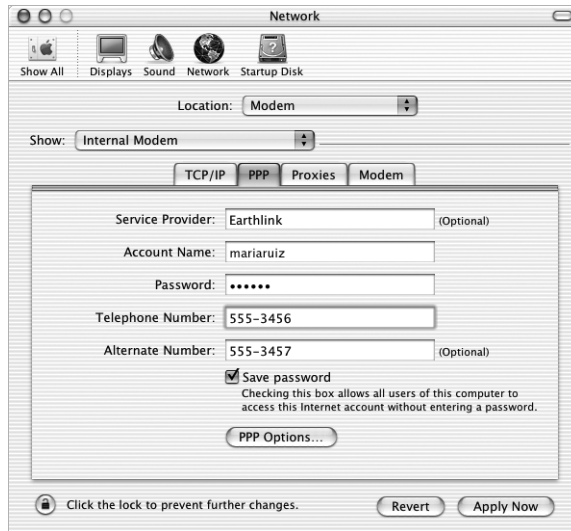 Network
Show All Displays Sound Network Startup Disk
Location: Modem
Show: Internal Modem
TCP/IP PPP Proxies Modem
Service Provider: Earthlink (Optional)
Account Name: mariaruiz
Password: ••••••
Telephone Number: 555-3456
Alternate Number: 555-3457 (Optional)
Save password
Checking this box allows all users of this computer to
access this Internet account without entering a password.
PPP Options...
Click the lock to prevent further changes. Revert Apply Now